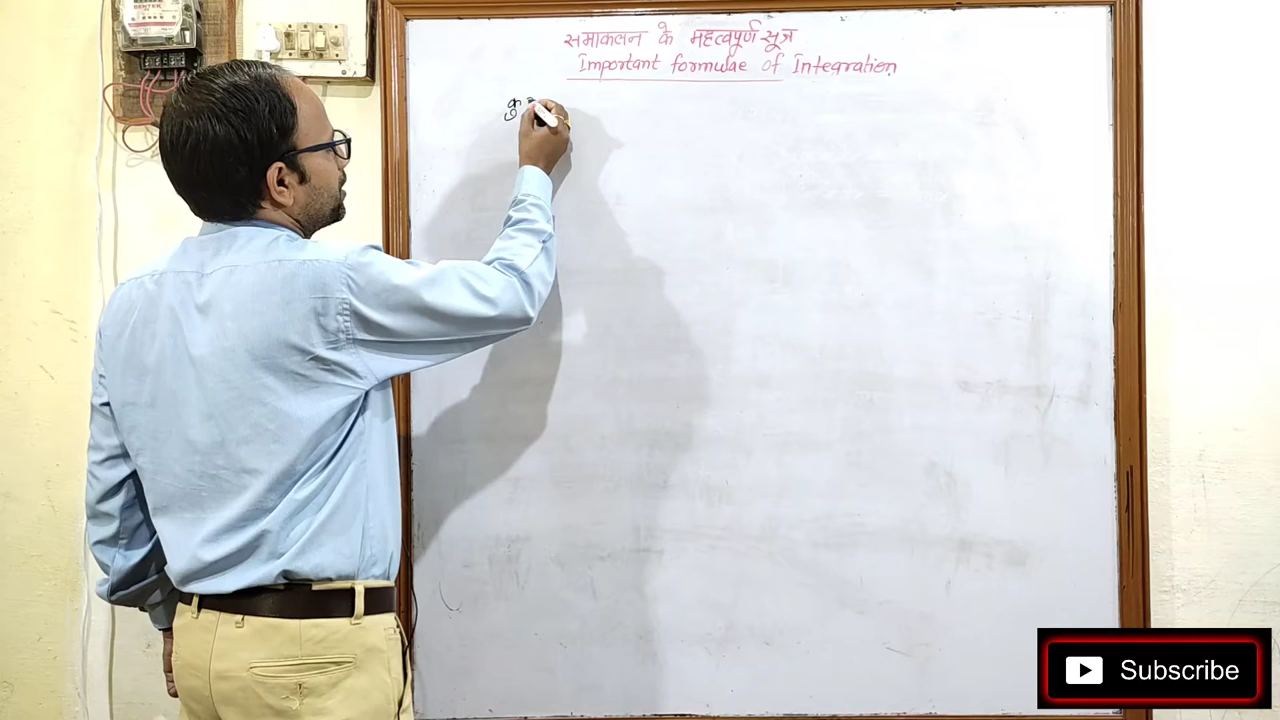 समाकलन के महत्वपूर्ण सूत्र
Important formulae of Integration
Subscribe